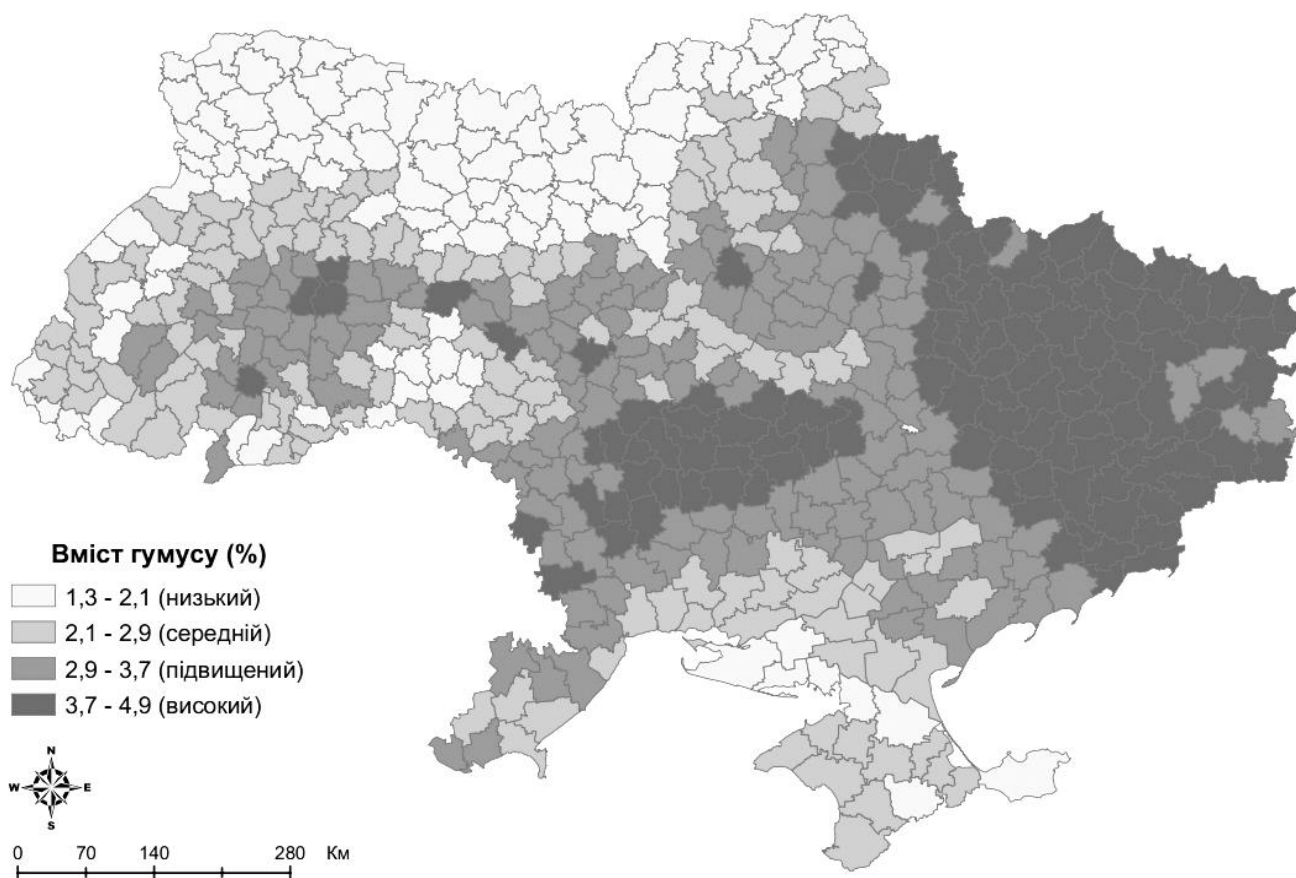 Вміст гумусу (%)
1,3 - 2,1 (низький)
2,1 - 2,9 (середній)
2,9 - 3,7 (підвищений)
3,7 - 4,9 (високий)
N
W E
S
0 70 140 280 Км